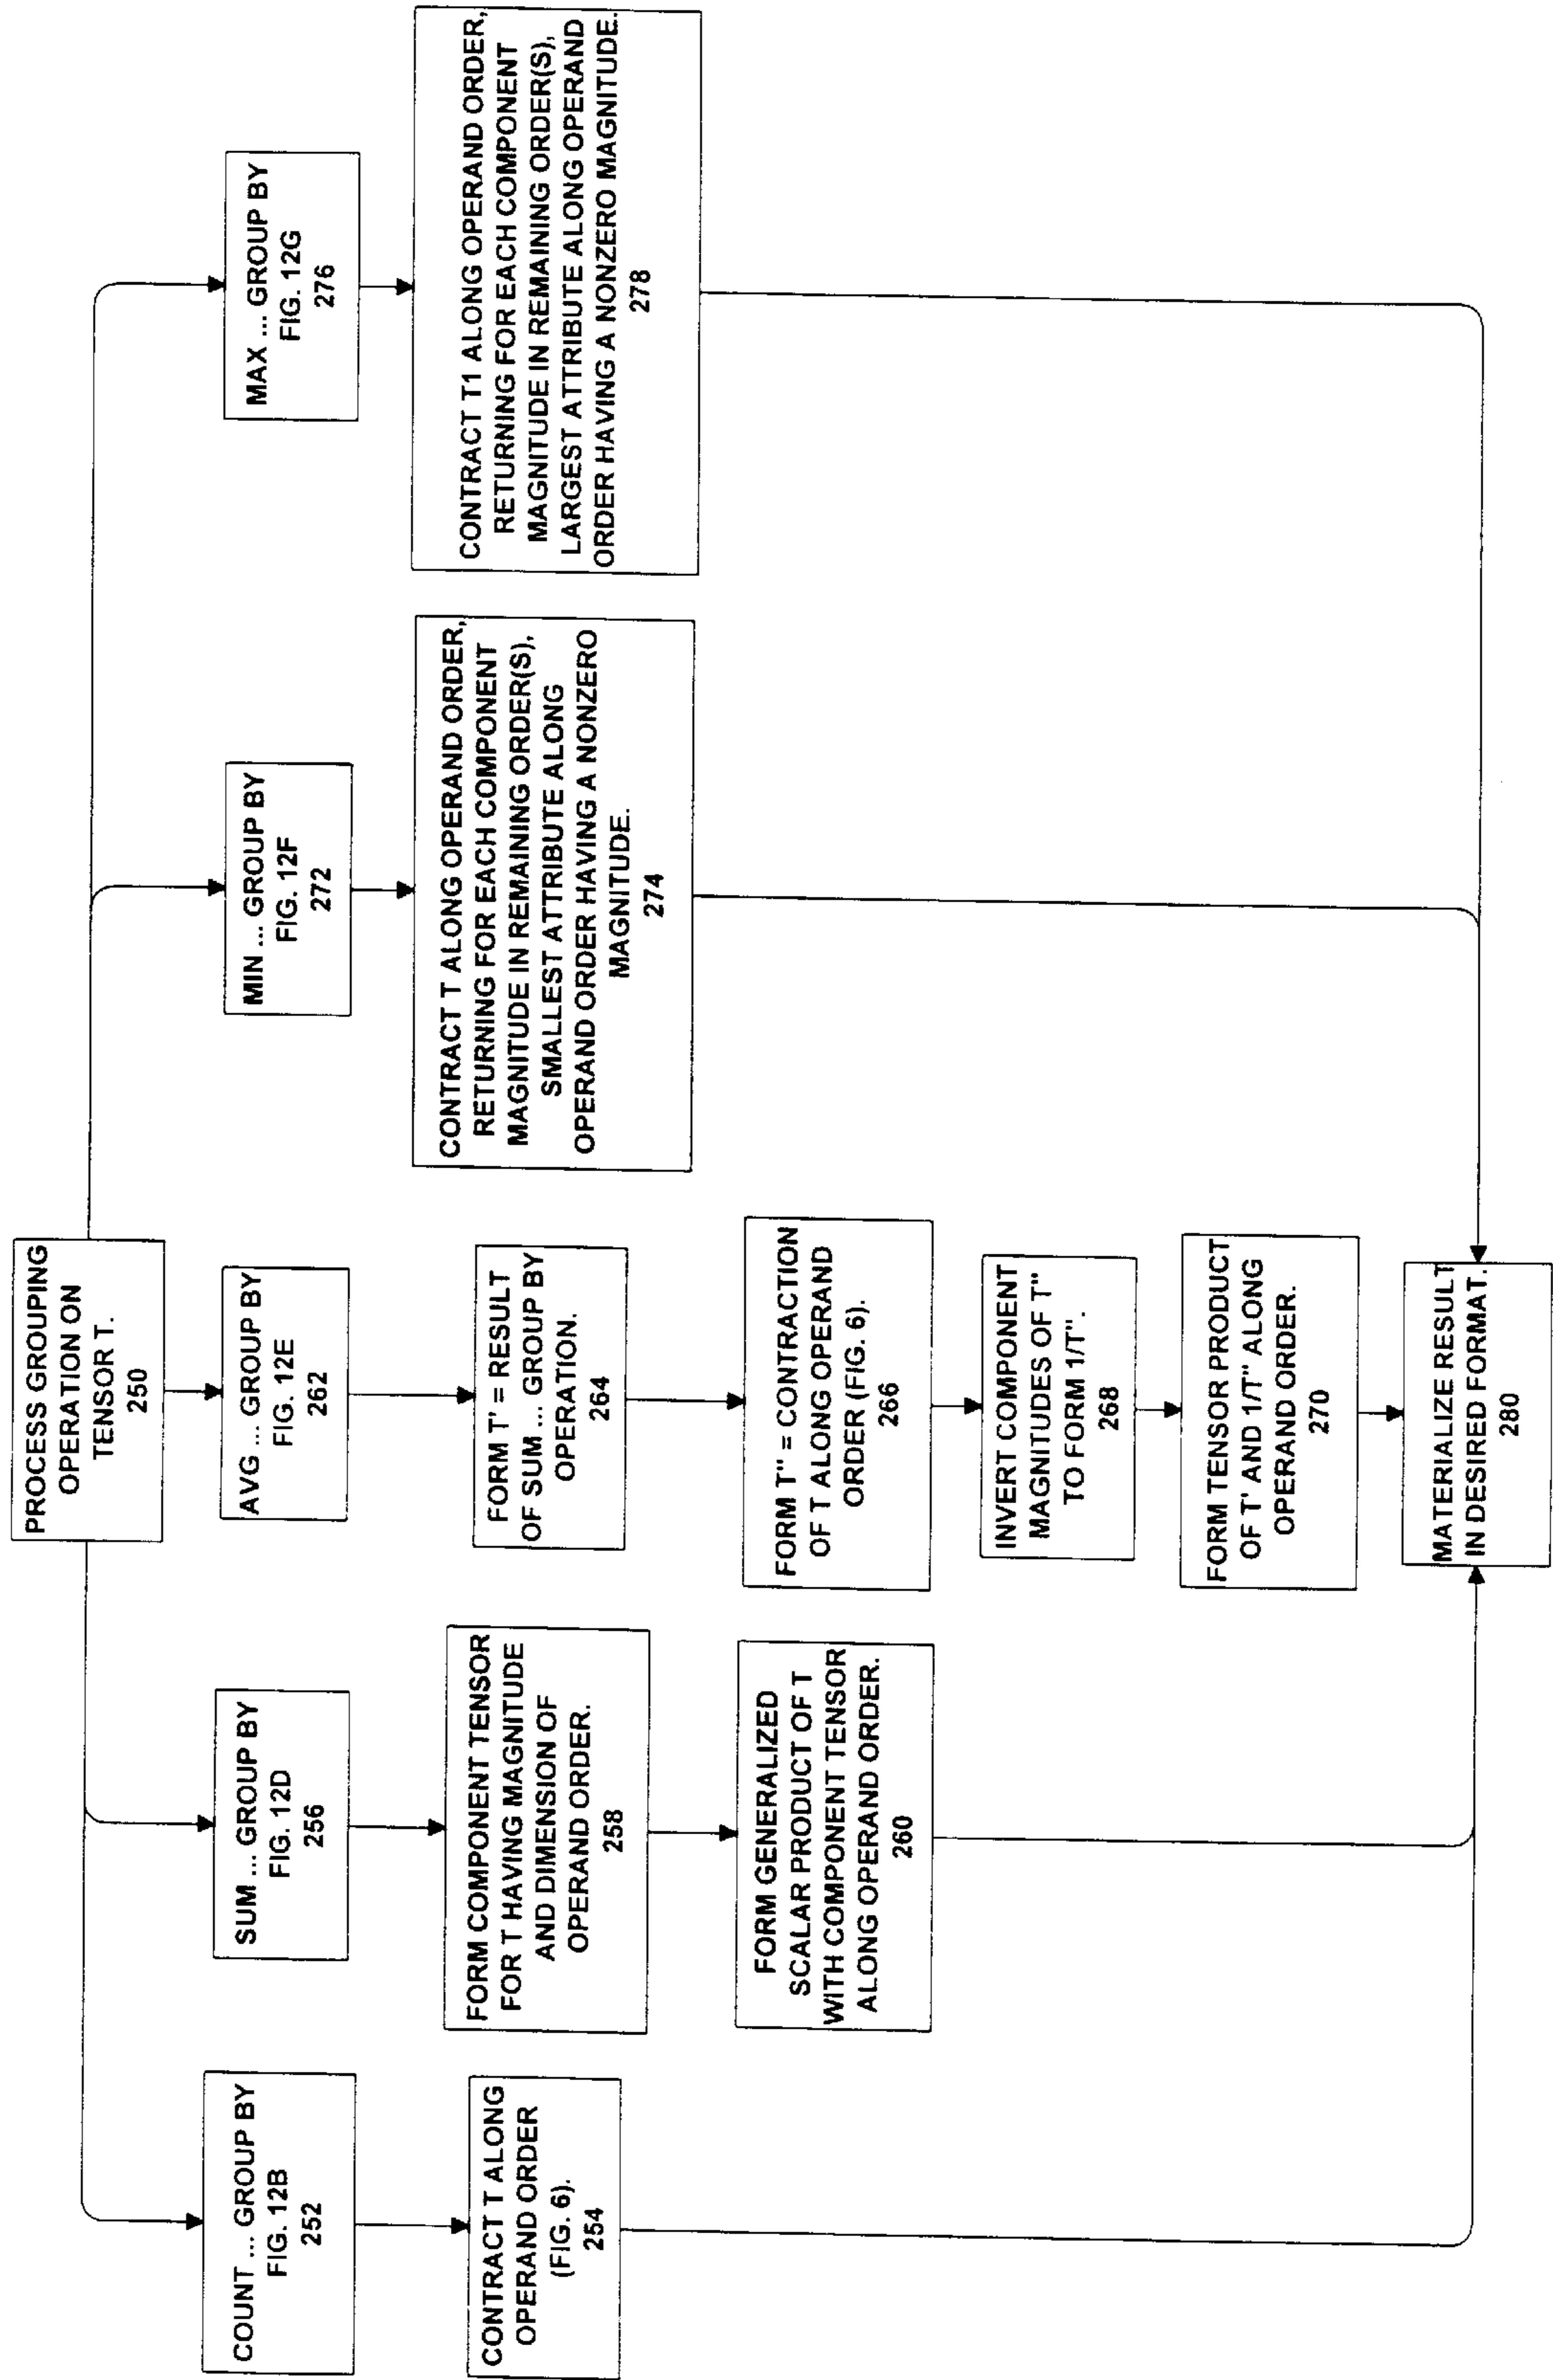 PROCESS GROUPING
OPERATION ON
TENSOR T.
250
COUNT ... GROUP BY
FIG. 12B
252
CONTRACT T ALONG
OPERAND ORDER
(FIG. 6).
254
SUM ... GROUP BY
FIG. 12D
256
FORM COMPONENT TENSOR
FOR T HAVING MAGNITUDE
AND DIMENSION OF
OPERAND ORDER.
258
FORM GENERALIZED
SCALAR PRODUCT OF T
WITH COMPONENT TENSOR
ALONG OPERAND ORDER.
260
AVG ... GROUP BY
FIG. 12E
262
FORM T' = RESULT
OF SUM ... GROUP BY
OPERATION.
264
FORM T" = CONTRACTION
OF T ALONG OPERAND
ORDER (FIG. 6).
266
INVERT COMPONENT
MAGNITUDES OF T"
TO FORM 1/T".
268
FORM TENSOR PRODUCT
OF T' AND 1/T" ALONG
OPERAND ORDER.
270
MIN ... GROUP BY
FIG. 12F
272
CONTRACT T ALONG OPERAND ORDER,
RETURNING FOR EACH COMPONENT
MAGNITUDE IN REMAINING ORDER(S),
SMALLEST ATTRIBUTE ALONG
OPERAND ORDER HAVING A NONZERO
MAGNITUDE.
274
MAX ... GROUP BY
FIG. 12G
276
CONTRACT T1 ALONG OPERAND ORDER,
RETURNING FOR EACH COMPONENT
MAGNITUDE IN REMAINING ORDER(S),
LARGEST ATTRIBUTE ALONG OPERAND
ORDER HAVING A NONZERO MAGNITUDE.
278
MATERIALIZE RESULT
IN DESIRED FORMAT.
280